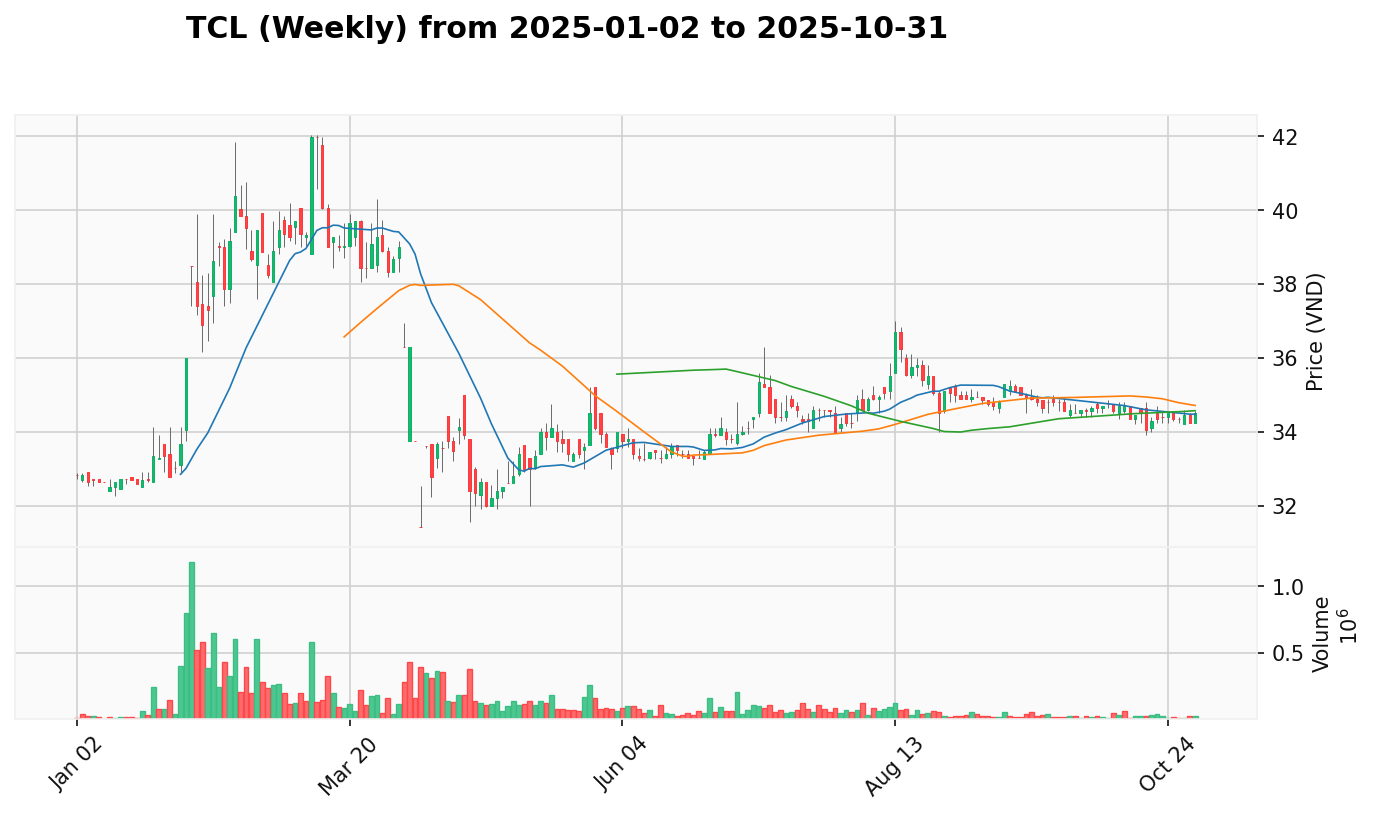 TCL (Weekly) from 2025-01-02 to 2025-10-31
42
40
38
36
34
32
Price (VND)
1.0
0.5
Volume
10⁶
Jan 02
Mar 20
Jun 04
Aug 13
Oct 24